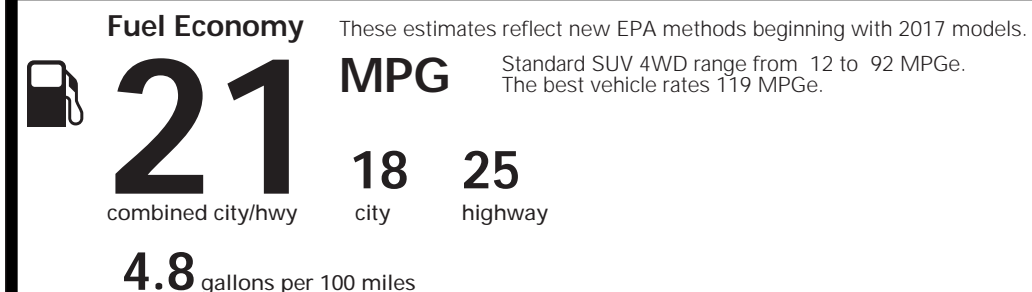 Fuel Economy These estimates reflect new EPA methods beginning with 2017 models.
21 MPG Standard SUV 4WD range from 12 to 92 MPGe.
The best vehicle rates 119 MPGe.
18 25
combined city/hwy city highway
4.8 gallons per 100 miles